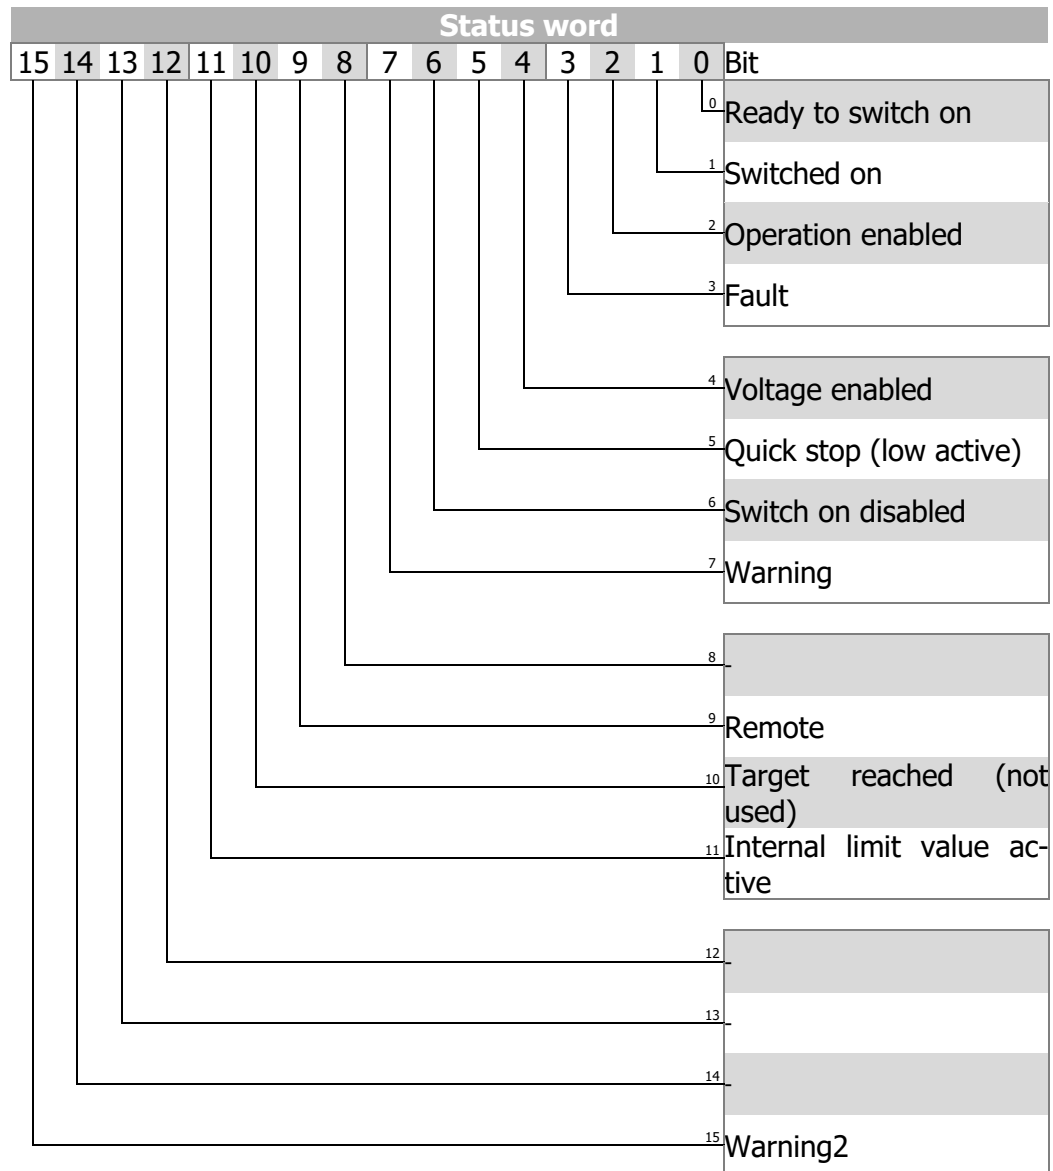 Status word
15 14 13 12 11 10 9 8 7 6 5 4 3 2 1 0 Bit
0 Ready to switch on
1 Switched on
2 Operation enabled
3 Fault
4 Voltage enabled
5 Quick stop (low active)
6 Switch on disabled
7 Warning
8 -
9 Remote
10 Target reached (not
used)
11 Internal limit value ac-
tive
12 -
13 -
14 -
15 Warning2